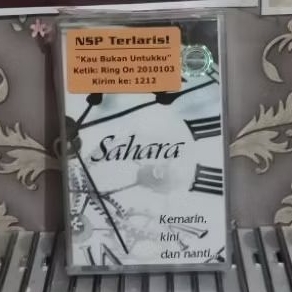 NSP Terlaris!
"Kau Bukan Untukku"
Ketik: Ring On 2010103
Kirim ke: 1212
Sahara
Kemarin,
kini
dan nanti...